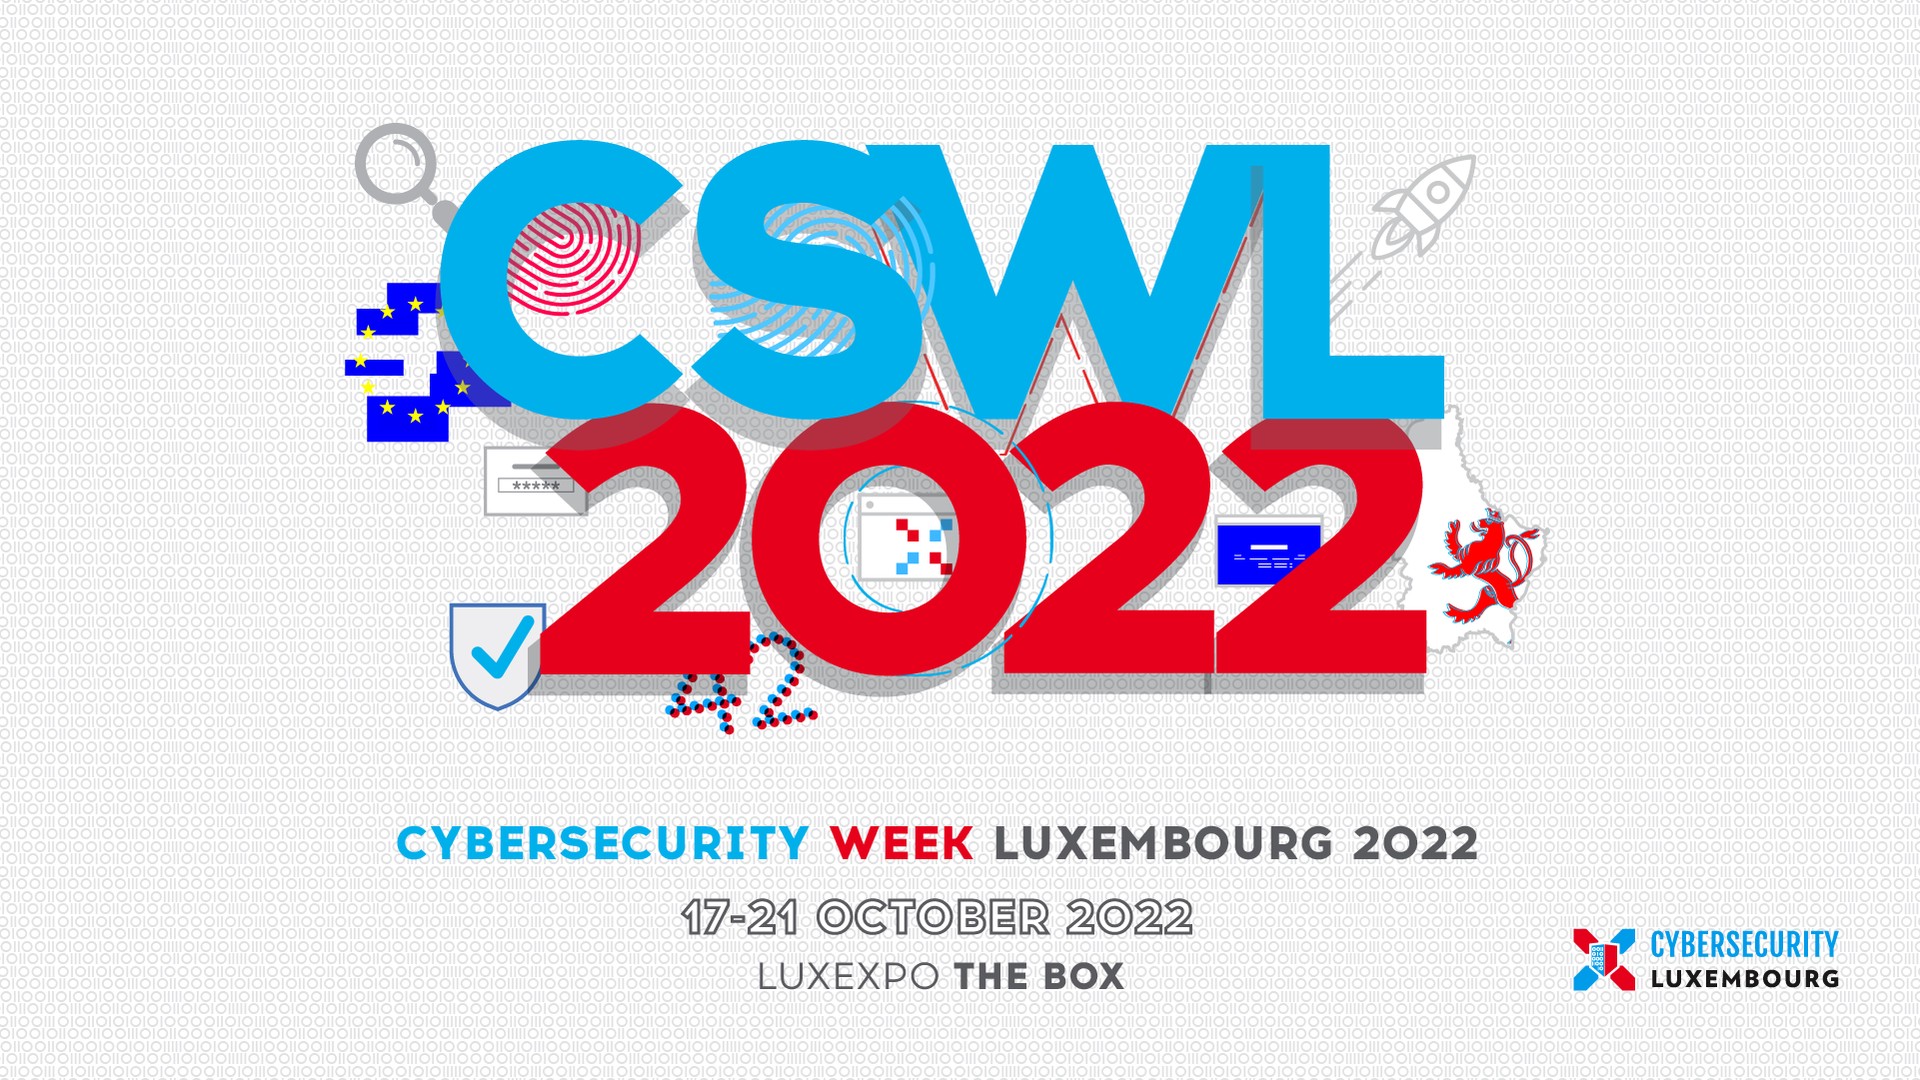 CSWL
2022
*****
42
CYBERSECURITY WEEK LUXEMBOURG 2022
17-21 OCTOBER 2022
LUXEXPO THE BOX
CYBERSECURITY
LUXEMBOURG